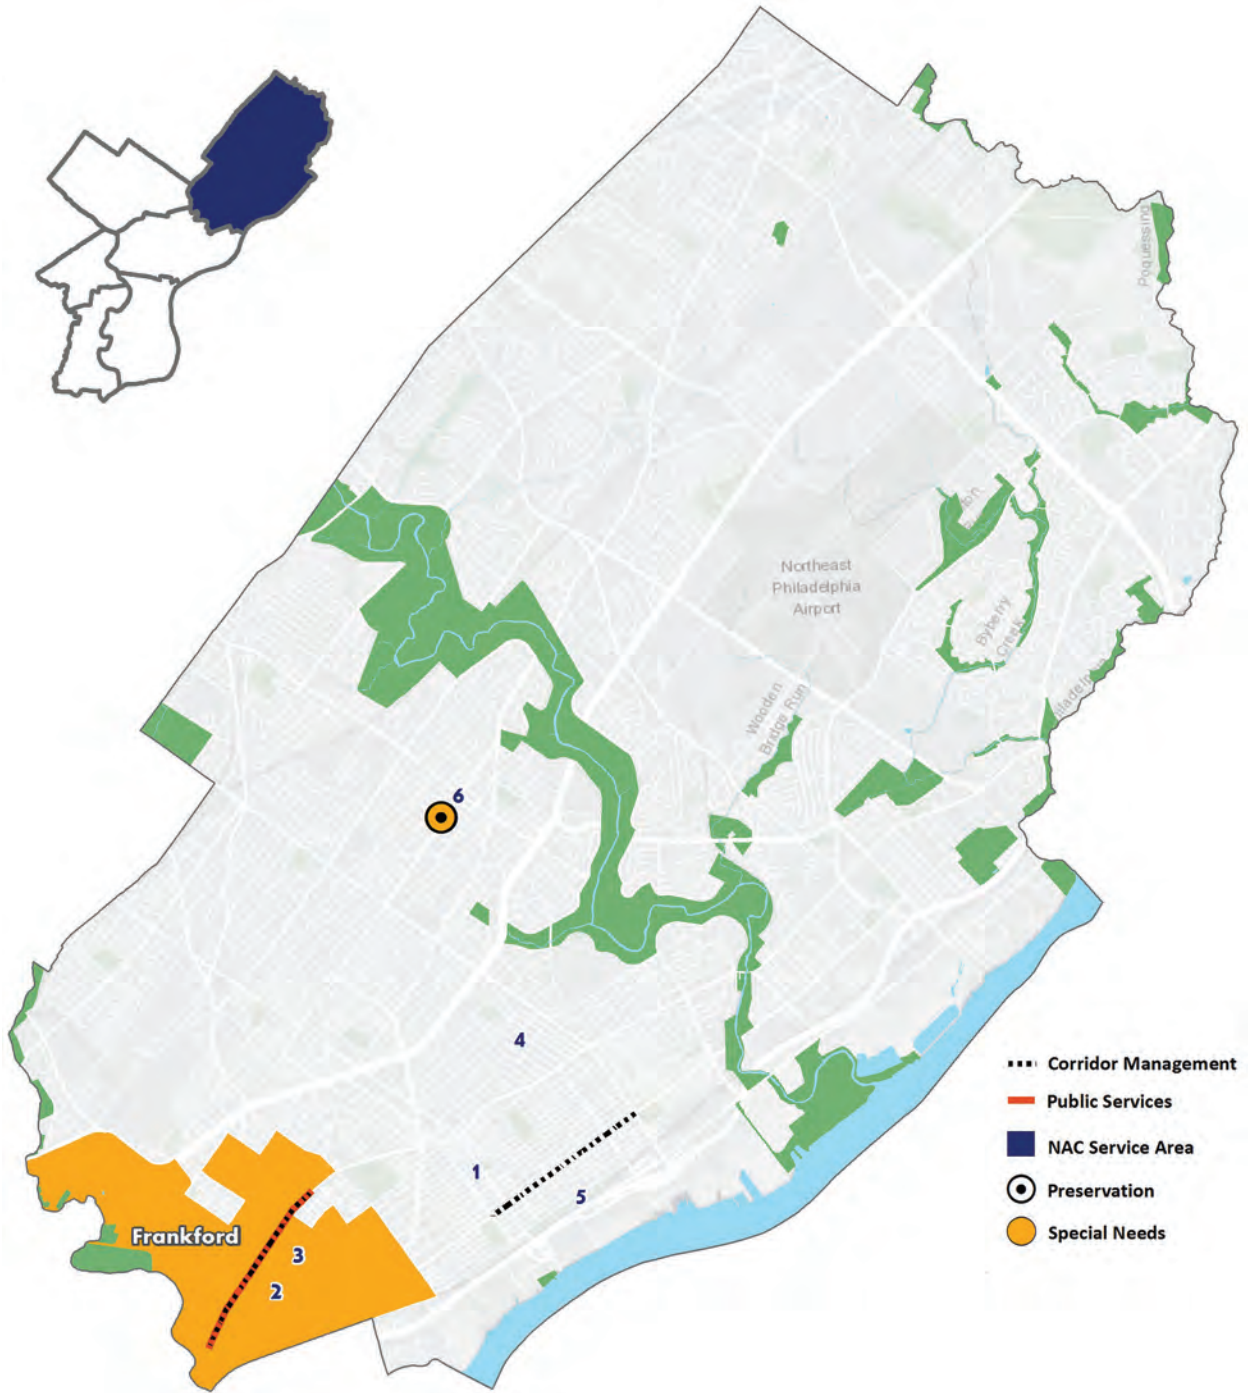 Poquessing
Northeast
Philadelphia
Airport
Byberry
Creek
Wooden
Bridge Run
6
4
1
5
Frankford
3
2
Corridor Management
Public Services
NAC Service Area
Preservation
Special Needs